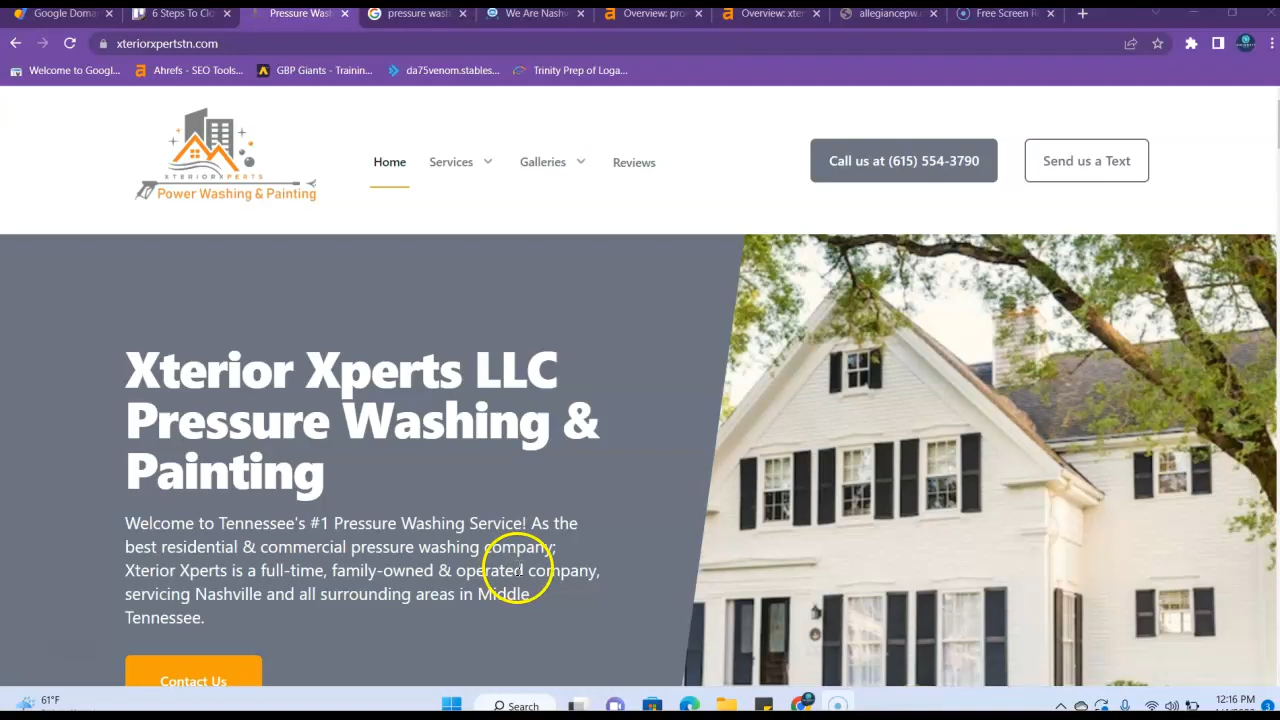 Google Domai
6 Steps To Clo
Pressure Wash
pressure wash
We Are Nashv
Overview: pro
Overview: xter
allegiancepw.c
Free Screen Re
xteriorxpertstn.com
Welcome to Googl...
Ahrefs - SEO Tools...
GBP Giants - Trainin...
da75venom.stables...
Trinity Prep of Loga...
XTERIORXPERTS
Power Washing & Painting
Home
Services
Galleries
Reviews
Call us at (615) 554-3790
Send us a Text
Xterior Xperts LLC
Pressure Washing &
Painting
Welcome to Tennessee's #1 Pressure Washing Service! As the
best residential & commercial pressure washing company;
Xterior Xperts is a full-time, family-owned & operated company,
servicing Nashville and all surrounding areas in Middle
Tennessee.
Contact Us
61°F
Search
12:16 PM